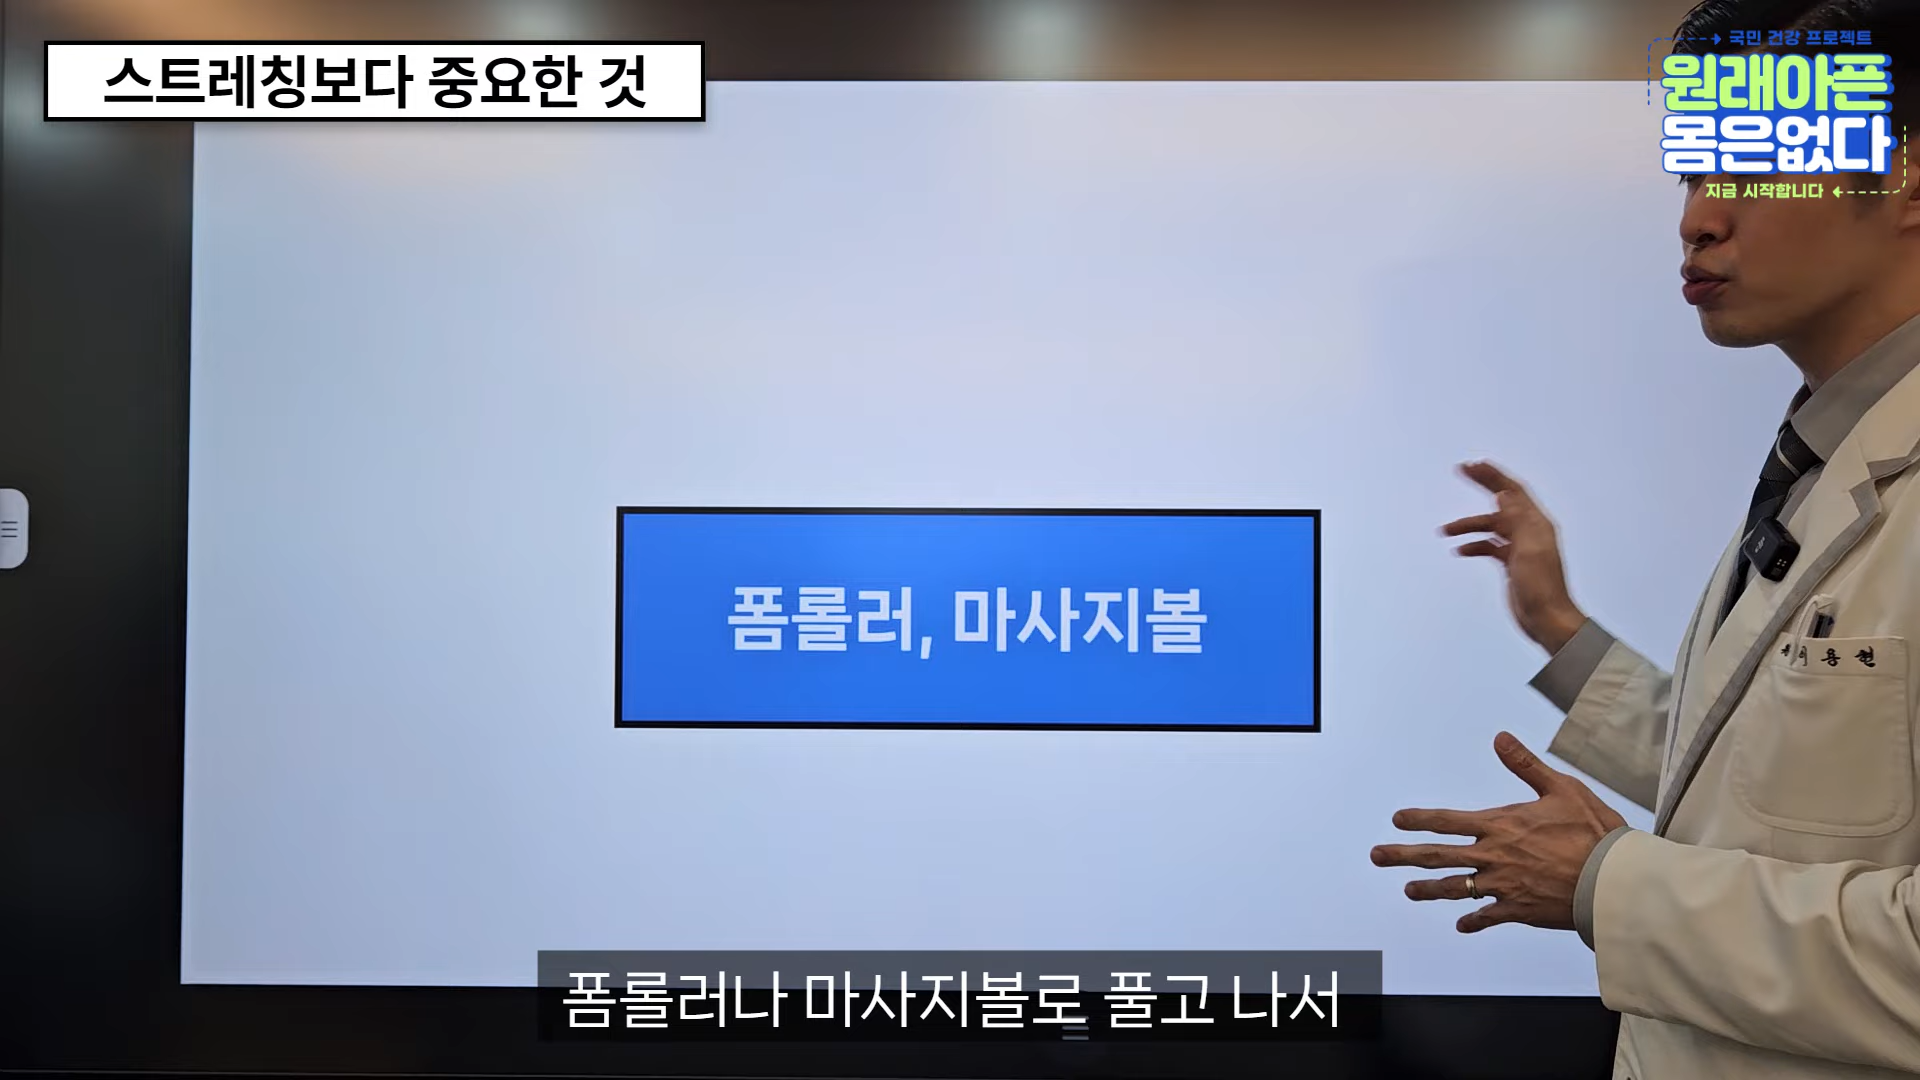 스트레칭보다 중요한 것
국민 건강 프로젝트
원래아픈
몸은없다
지금 시작합니다
폼롤러, 마사지볼
용현
폼롤러나 마사지볼로 풀고 나서